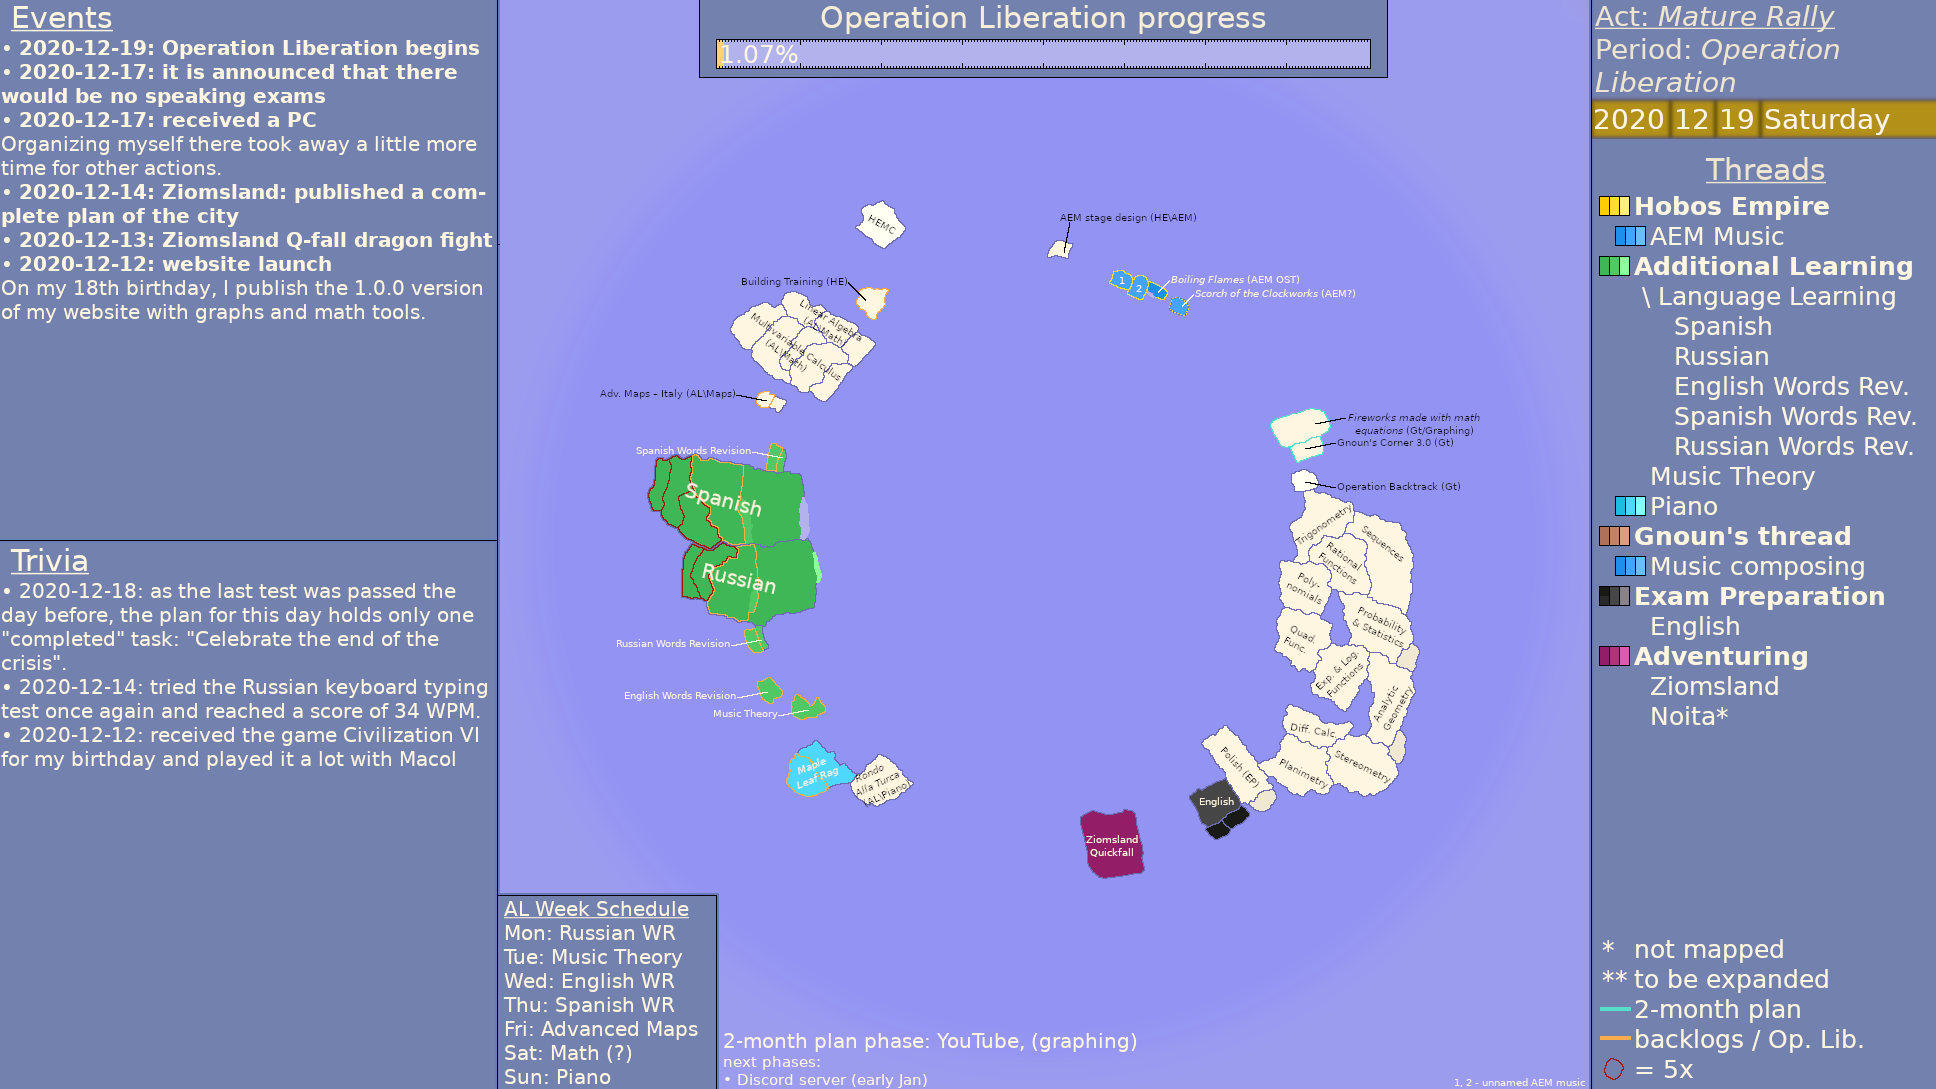 Events
• 2020-12-19: Operation Liberation begins
• 2020-12-17: it is announced that there
would be no speaking exams
• 2020-12-17: received a PC
Organizing myself there took away a little more
time for other actions.
• 2020-12-14: Ziomsland: published a com-
plete plan of the city
• 2020-12-13: Ziomsland Q-fall dragon fight
• 2020-12-12: website launch
On my 18th birthday, I publish the 1.0.0 version
of my website with graphs and math tools.
Trivia
• 2020-12-18: as the last test was passed the
day before, the plan for this day holds only one
"completed" task: "Celebrate the end of the
crisis".
• 2020-12-14: tried the Russian keyboard typing
test once again and reached a score of 34 WPM.
• 2020-12-12: received the game Civilization VI
for my birthday and played it a lot with Macol
Operation Liberation progress
1.07%
HEMC
AEM stage design (HE\AEM)
Building Training (HE)
1
2
Boiling Flames (AEM OST)
Scorch of the Clockworks (AEM?)
Linear Algebra
(AL\Math)
Multivariable Calculus
(AL\Math)
Adv. Maps – Italy (AL\Maps)
Spanish Words Revision
Spanish
Russian
Russian Words Revision
English Words Revision
Music Theory
Maple
Leaf Rag
Rondo
Alla Turca
(AL\Piano)
Fireworks made with math
equations (Gt/Graphing)
Gnoun's Corner 3.0 (Gt)
Operation Backtrack (Gt)
Trigonometry
Sequences
Rational
Functions
Poly-
nomials
Probability
& Statistics
Quad.
Func.
Exp. & Log.
Functions
Analytic
Geometry
Diff. Calc.
Polish (EP)
Planimetry
Stereometry
English
Ziomsland
Quickfall
AL Week Schedule
Mon: Russian WR
Tue: Music Theory
Wed: English WR
Thu: Spanish WR
Fri: Advanced Maps
Sat: Math (?)
Sun: Piano
2-month plan phase: YouTube, (graphing)
next phases:
• Discord server (early Jan)
1, 2 - unnamed AEM music
Act: Mature Rally
Period: Operation
Liberation
2020 12 19 Saturday
Threads
Hobos Empire
AEM Music
Additional Learning
\ Language Learning
Spanish
Russian
English Words Rev.
Spanish Words Rev.
Russian Words Rev.
Music Theory
Piano
Gnoun's thread
Music composing
Exam Preparation
English
Adventuring
Ziomsland
Noita*
* not mapped
** to be expanded
2-month plan
backlogs / Op. Lib.
= 5x